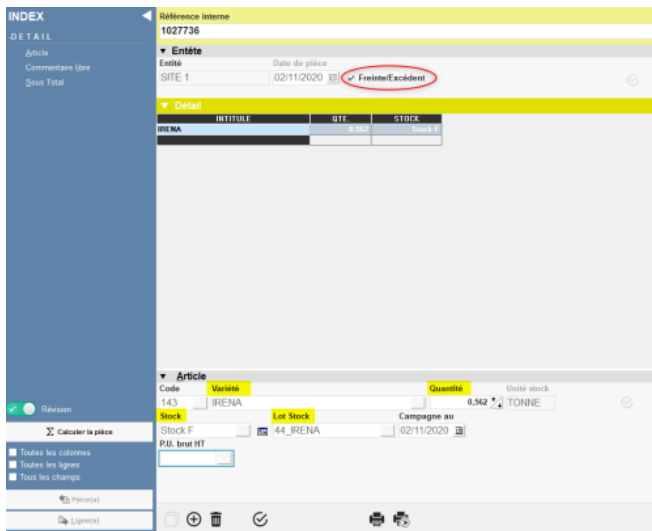 INDEX
DETAIL
Article
Commentaire libre
Sous Total
Référence interne
1027736
Entête
Entité Date de pièce
SITE 1 02/11/2020 Freinte/Excédent
Détail
INTITULE QTE STOCK
IRENA 0,562 Stock F
Article
Code Variété Quantité Unité stock
143 IRENA 0,562 TONNE
Stock Lot Stock Campagne au
Stock F 44_IRENA 02/11/2020
P.U. brut HT
Révision
Σ Calculer la pièce
Toutes les colonnes
Toutes les lignes
Tous les champs
Pièce(s)
Ligne(s)